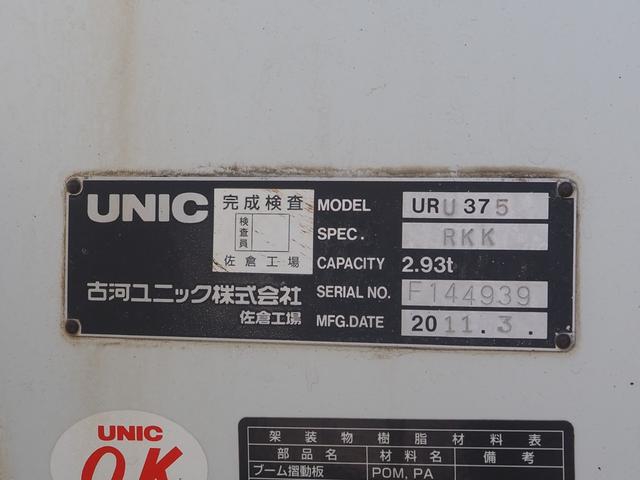 UNIC
完成検査
検査員
佐倉工場
古河ユニック株式会社
佐倉工場
MODEL URU375
SPEC. RKK
CAPACITY 2.93t
SERIAL NO. F144939
MFG.DATE 2011.3.
UNIC
O.K
架装物樹脂材料表
部品名 材料名 備考
ブーム摺動板 POM, PA